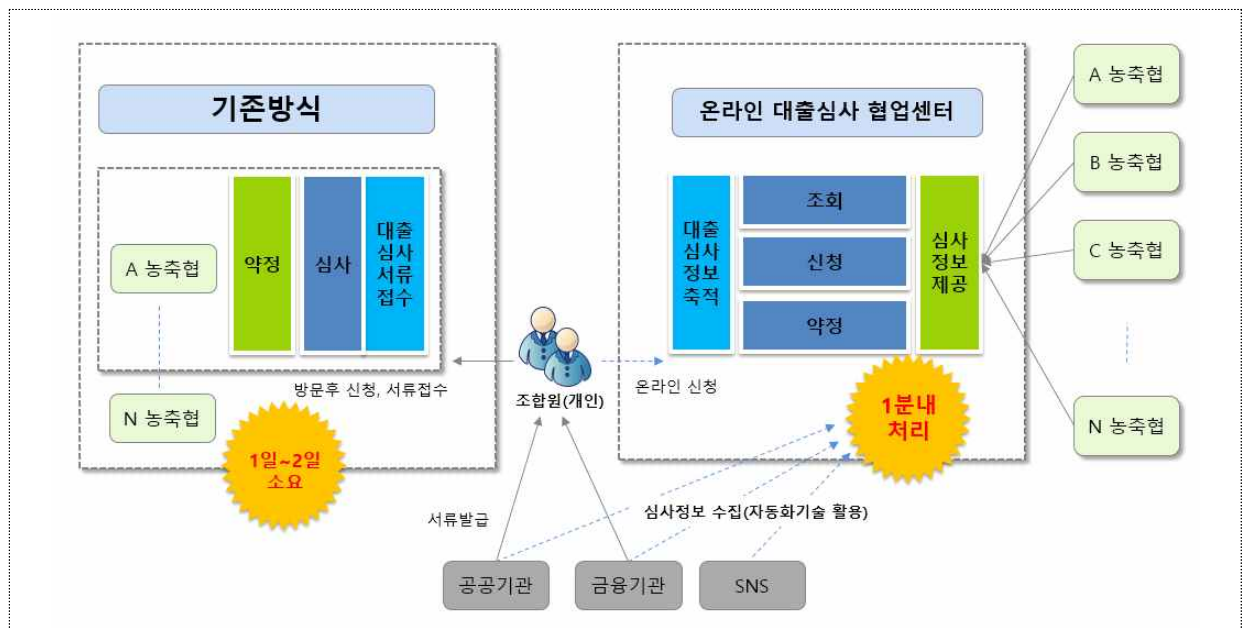 기존방식
A 농축협
N 농축협
약정
심사
대출
심사
서류
접수
방문후 신청, 서류접수
1일~2일
소요
조합원(개인)
온라인 신청
온라인 대출심사 협업센터
대출
심사
정보
축적
조회
신청
약정
심사
정보
제공
1분내
처리
A 농축협
B 농축협
C 농축협
N 농축협
서류발급
심사정보 수집(자동화기술 활용)
공공기관
금융기관
SNS